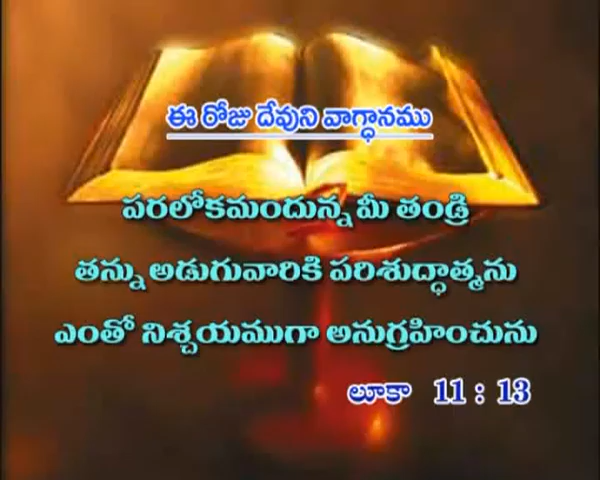 ఈ రోజు దేవుని వాగ్ధానము
పరలోకమందున్న మీ తండ్రి
తన్ను అడుగువారికి పరిశుద్ధాత్మను
ఎంతో నిశ్చయముగా అనుగ్రహించును
లూకా 11 : 13